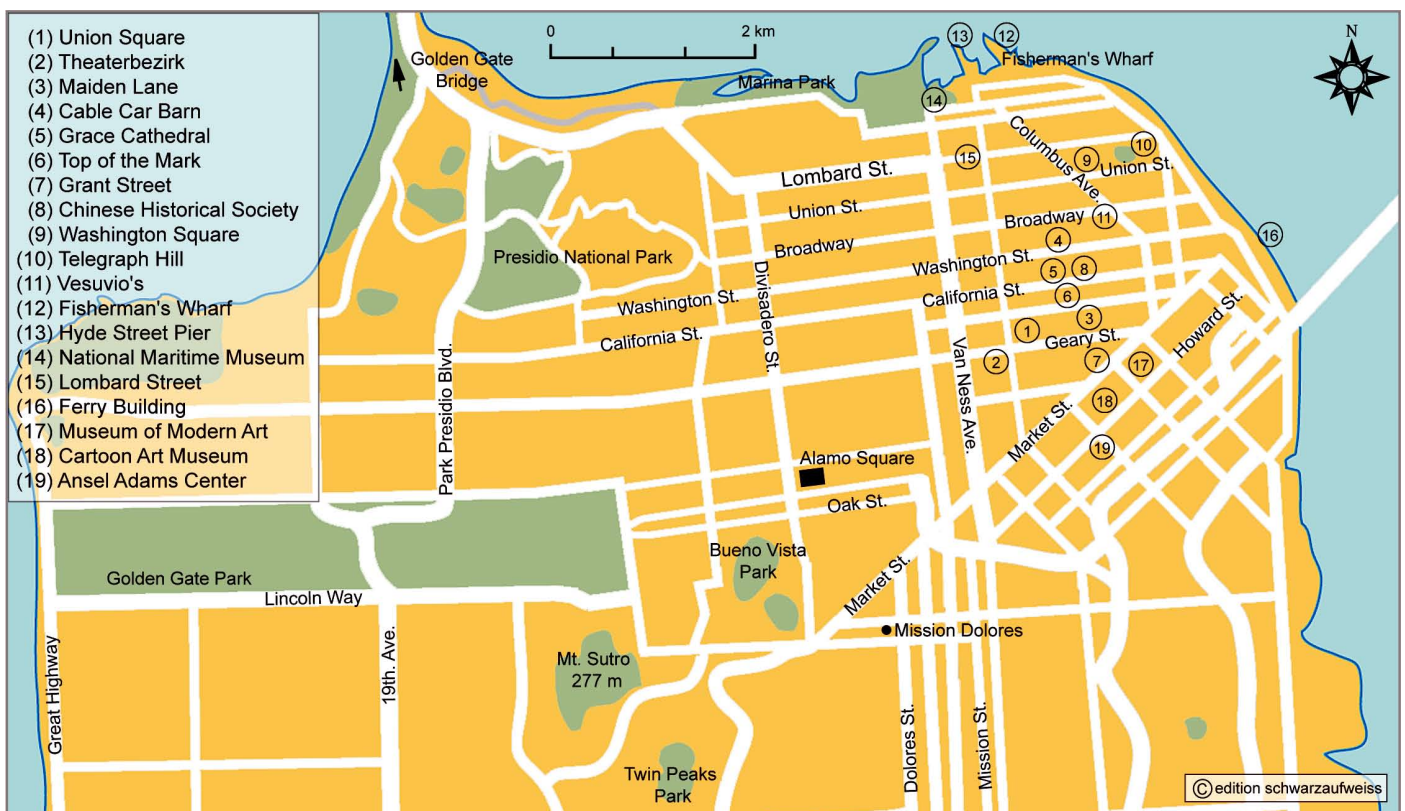 (1) Union Square
(2) Theaterbezirk
(3) Maiden Lane
(4) Cable Car Barn
(5) Grace Cathedral
(6) Top of the Mark
(7) Grant Street
(8) Chinese Historical Society
(9) Washington Square
(10) Telegraph Hill
(11) Vesuvio's
(12) Fisherman's Wharf
(13) Hyde Street Pier
(14) National Maritime Museum
(15) Lombard Street
(16) Ferry Building
(17) Museum of Modern Art
(18) Cartoon Art Museum
(19) Ansel Adams Center
Golden Gate
Bridge
0 2 km
N
13
12
Fisherman's Wharf
Marina Park
14
Columbus Ave.
15
Lombard St.
9
10
Union St.
Union St.
Broadway
11
Broadway
4
16
Presidio National Park
Washington St.
5
8
Washington St.
California St.
6
California St.
Divisadero St.
3
1
Geary St.
Howard St.
2
7
17
Van Ness Ave.
18
Market St.
19
Park Presidio Blvd.
Alamo Square
Oak St.
Bueno Vista
Park
Market St.
Golden Gate Park
Lincoln Way
Mission Dolores
Great Highway
19th. Ave.
Mt. Sutro
277 m
Dolores St.
Mission St.
Twin Peaks
Park
© edition schwarzaufweiss